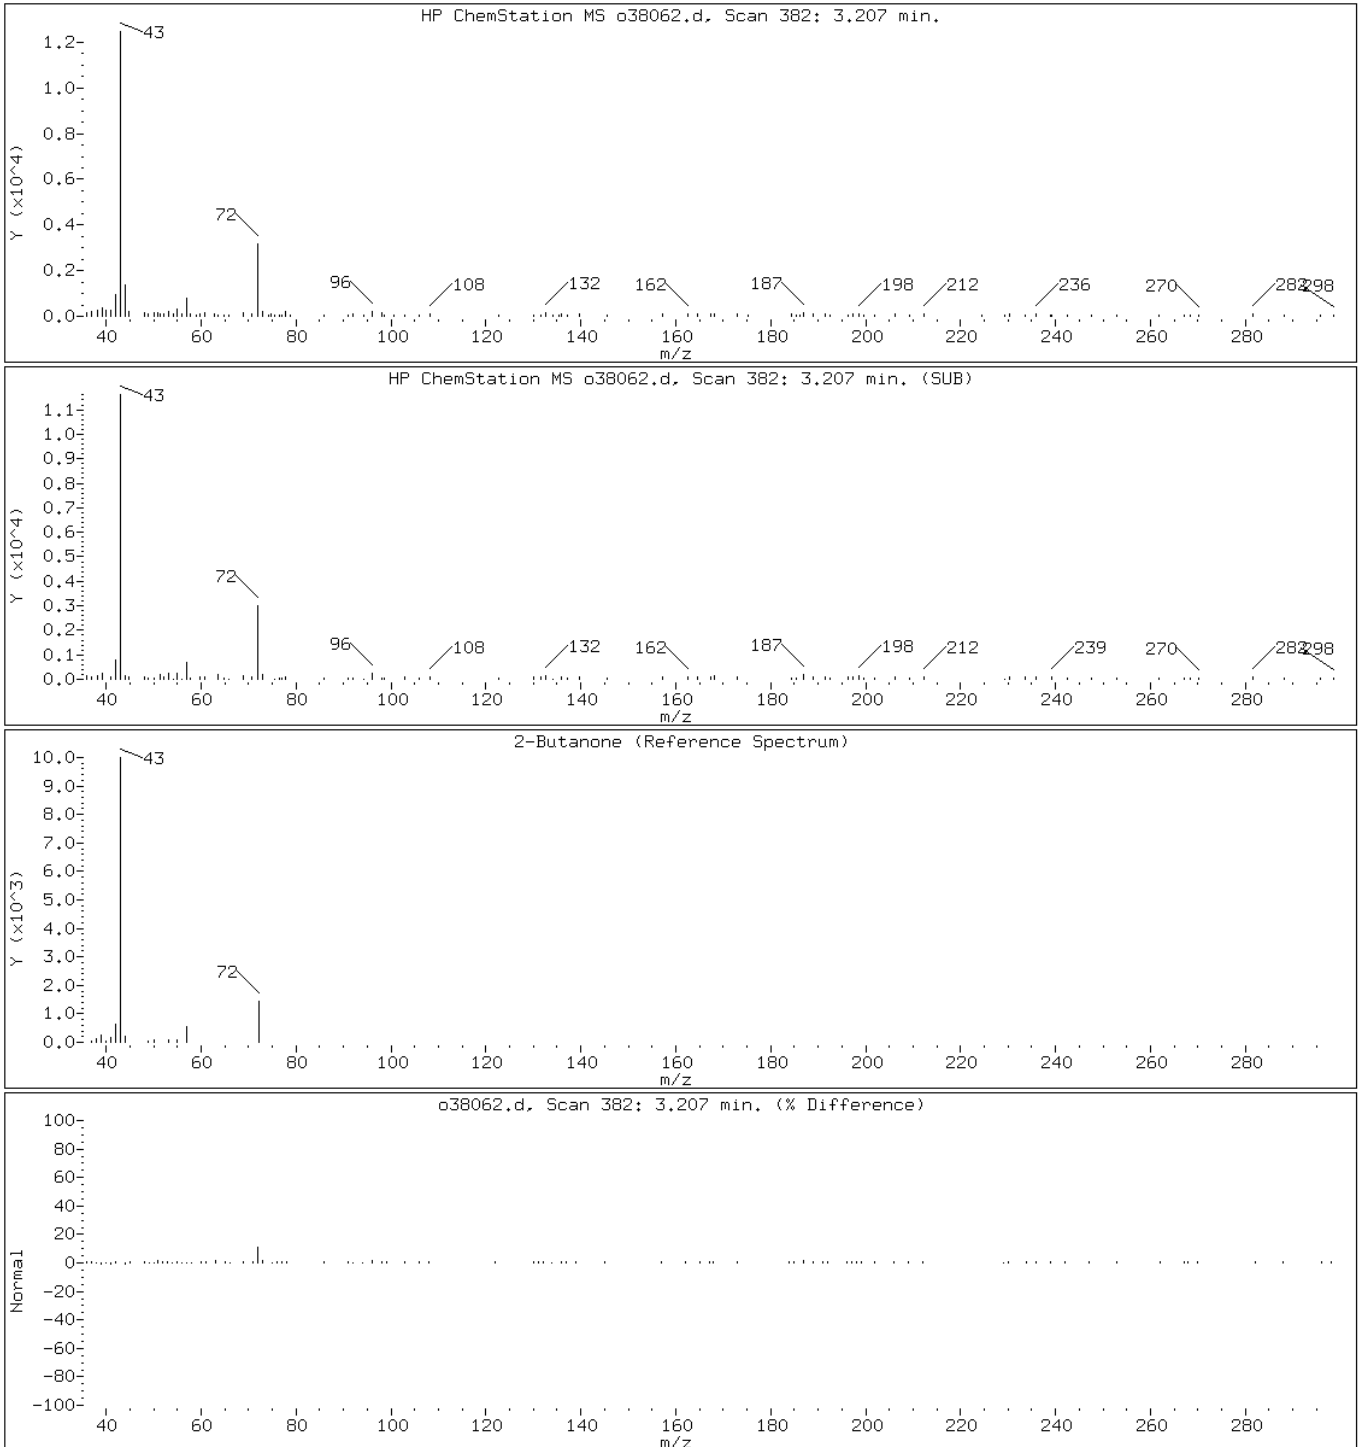 HP ChemStation MS o38062.d, Scan 382: 3.207 min.
43
1.2
1.0
0.8
0.6
0.4
0.2
0.0
Y (x10^4)
72
96 108 132 162 187 198 212 236 270 282 298
40 60 80 100 120 140 160 180 200 220 240 260 280
m/z
HP ChemStation MS o38062.d, Scan 382: 3.207 min. (SUB)
43
1.1
1.0
0.9
0.8
0.7
0.6
0.5
0.4
0.3
0.2
0.1
0.0
Y (x10^4)
72
96 108 132 162 187 198 212 239 270 282 298
40 60 80 100 120 140 160 180 200 220 240 260 280
m/z
2-Butanone (Reference Spectrum)
43
10.0
9.0
8.0
7.0
6.0
5.0
4.0
3.0
2.0
1.0
0.0
Y (x10^3)
72
40 60 80 100 120 140 160 180 200 220 240 260 280
m/z
o38062.d, Scan 382: 3.207 min. (% Difference)
100
80
60
40
20
0
-20
-40
-60
-80
-100
Normal
40 60 80 100 120 140 160 180 200 220 240 260 280
m/z